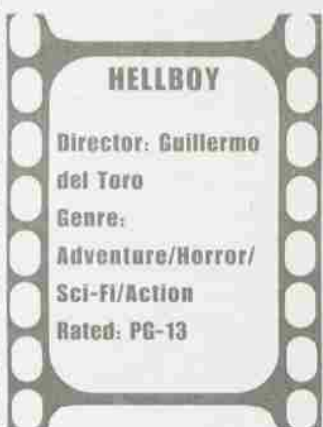 HELLBOY
Director: Guillermo
del Toro
Genre:
Adventure/Horror/
Sci-Fi/Action
Rated: PG-13